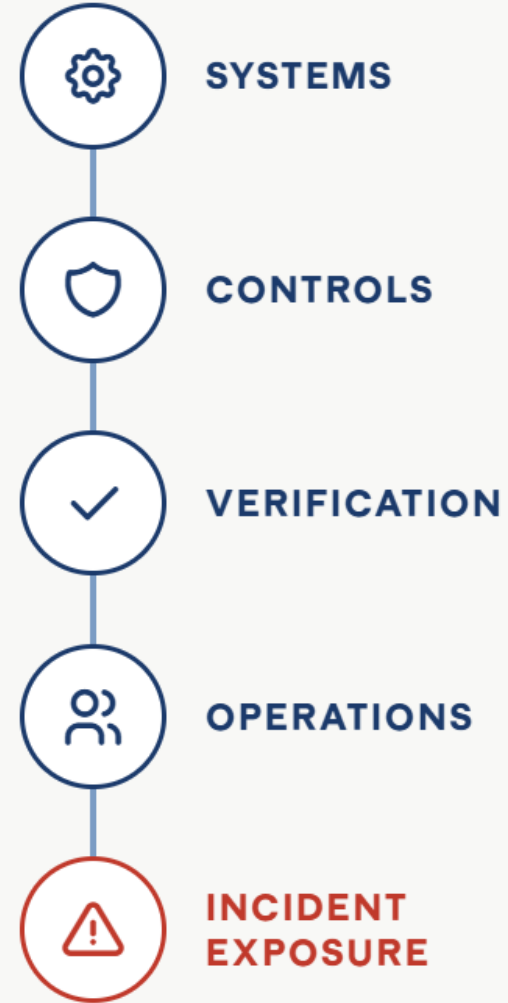 SYSTEMS
CONTROLS
VERIFICATION
OPERATIONS
INCIDENT
EXPOSURE